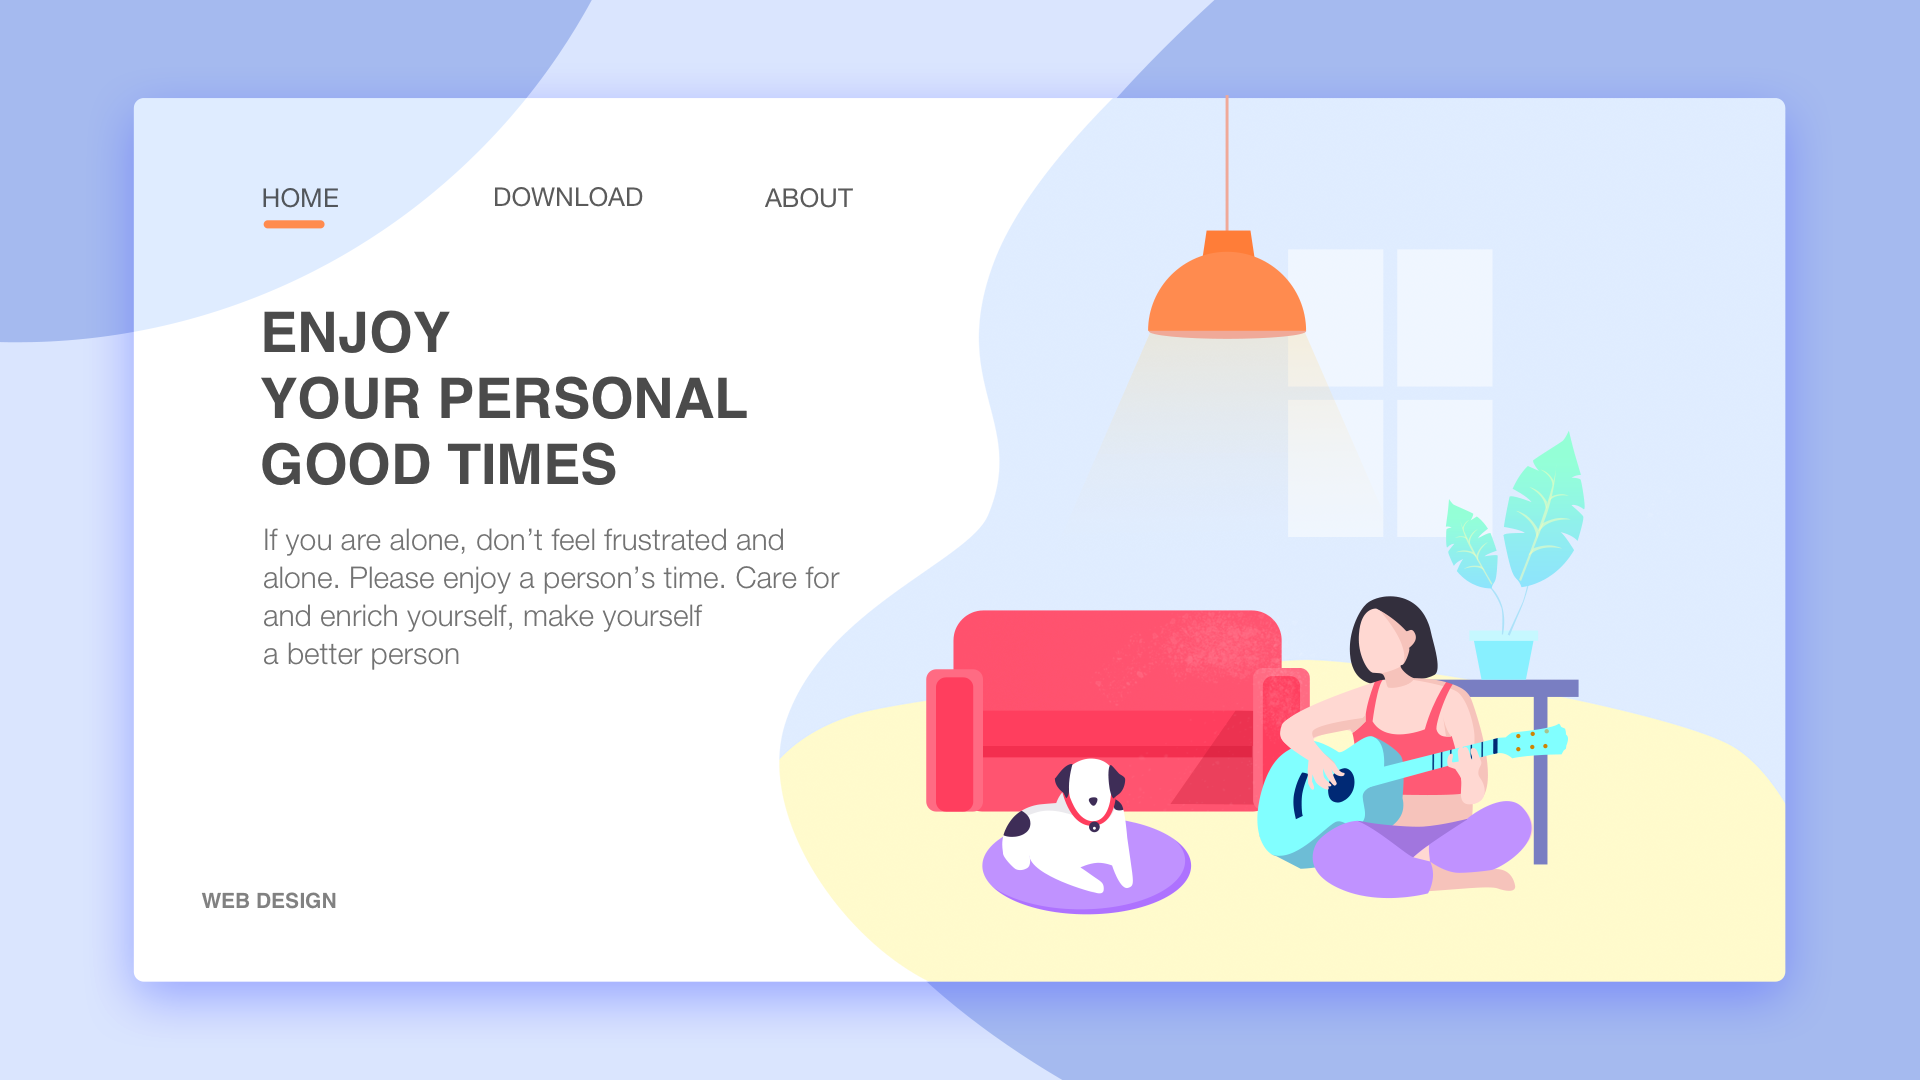 HOME DOWNLOAD ABOUT
ENJOY
YOUR PERSONAL
GOOD TIMES
If you are alone, don’t feel frustrated and
alone. Please enjoy a person’s time. Care for
and enrich yourself, make yourself
a better person
WEB DESIGN